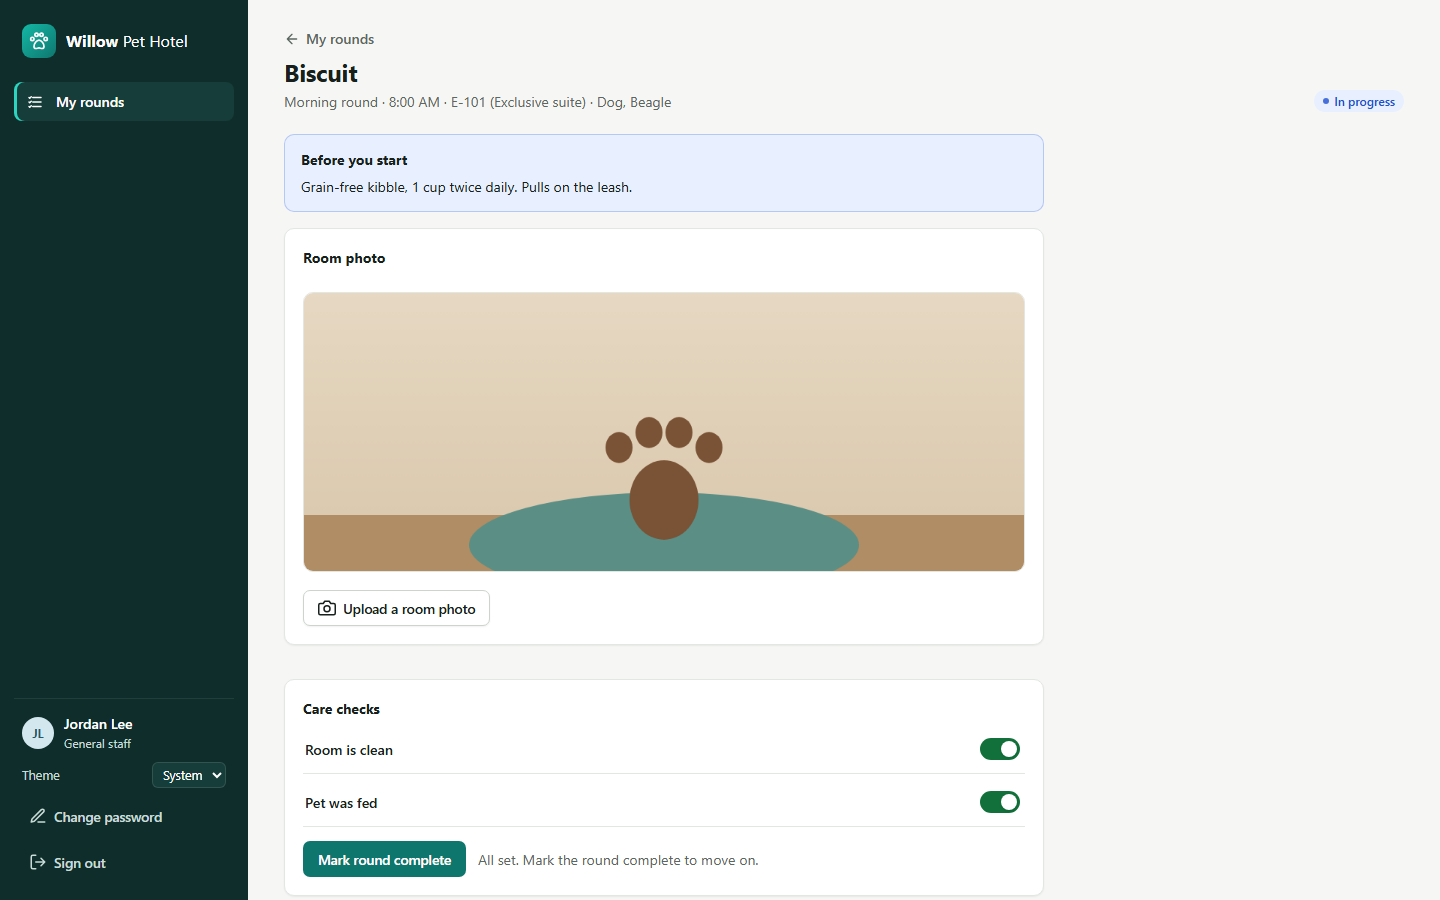 Willow Pet Hotel
My rounds
Jordan Lee
JL
General staff
Theme
System
Change password
Sign out
My rounds
Biscuit
Morning round · 8:00 AM · E-101 (Exclusive suite) · Dog, Beagle
In progress
Before you start
Grain-free kibble, 1 cup twice daily. Pulls on the leash.
Room photo
Upload a room photo
Care checks
Room is clean
Pet was fed
Mark round complete
All set. Mark the round complete to move on.